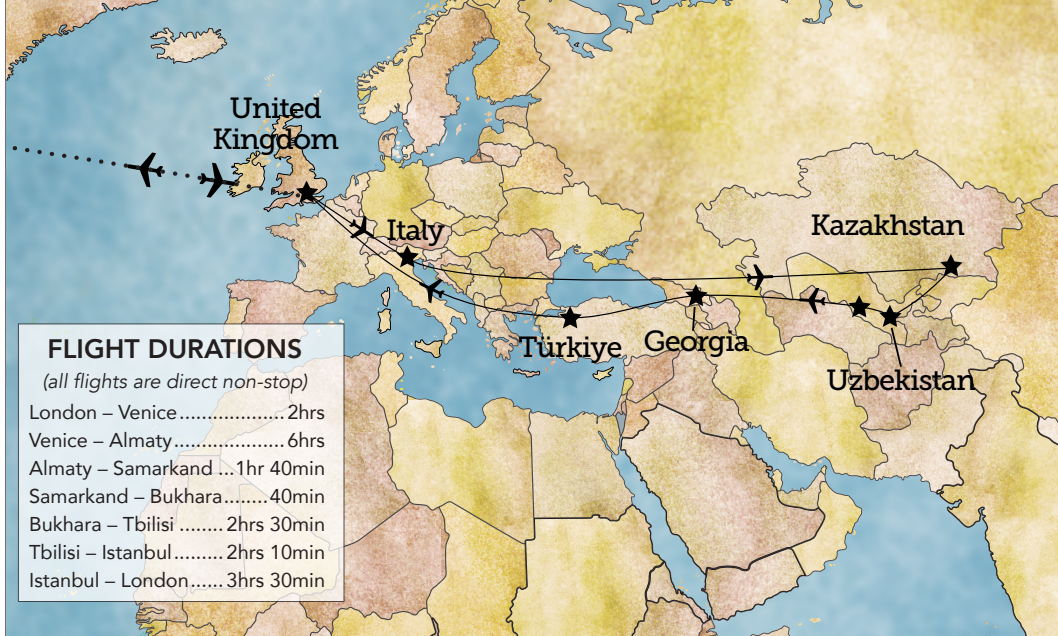 United
Kingdom
Italy
Kazakhstan
Türkiye
Georgia
Uzbekistan
FLIGHT DURATIONS
(all flights are direct non-stop)
London – Venice...................2hrs
Venice – Almaty....................6hrs
Almaty – Samarkand ...1hr 40min
Samarkand – Bukhara........40min
Bukhara – Tbilisi ........ 2hrs 30min
Tbilisi – Istanbul......... 2hrs 10min
Istanbul – London...... 3hrs 30min